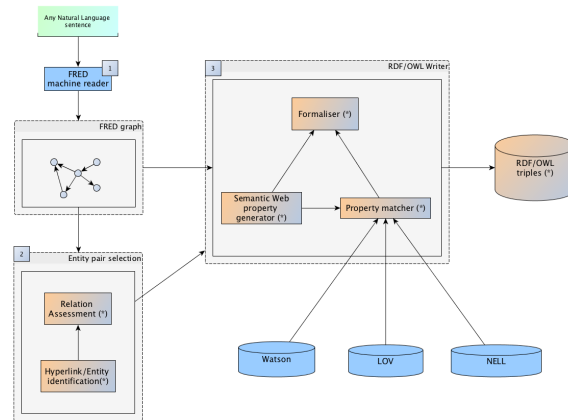 Any Natural Language
sentence
1
FRED
machine reader
FRED graph
2
Entity pair selection
Relation
Assessment (*)
Hyperlink/Entity
identification(*)
3
RDF/OWL Writer
Formaliser (*)
Semantic Web
property
generator (*)
Property matcher (*)
RDF/OWL
triples (*)
Watson
LOV
NELL